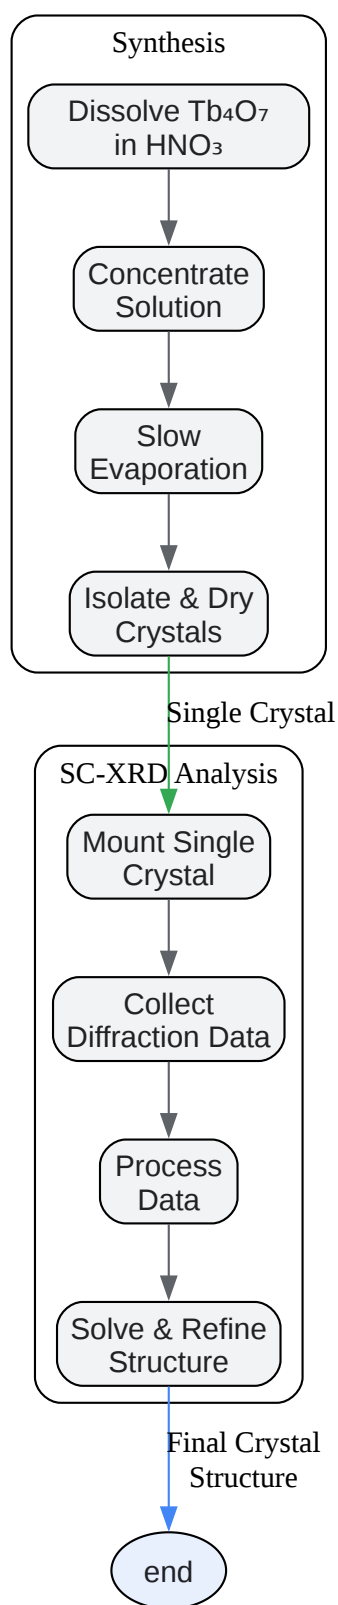 Synthesis
Dissolve Tb₄O₇
in HNO₃
Concentrate
Solution
Slow
Evaporation
Isolate & Dry
Crystals
Single Crystal
SC-XRD Analysis
Mount Single
Crystal
Collect
Diffraction Data
Process
Data
Solve & Refine
Structure
Final Crystal
Structure
end